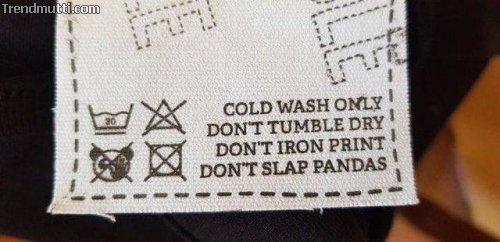 Trendmutti.com
30
COLD WASH ONLY
DON'T TUMBLE DRY
DON'T IRON PRINT
DON'T SLAP PANDAS